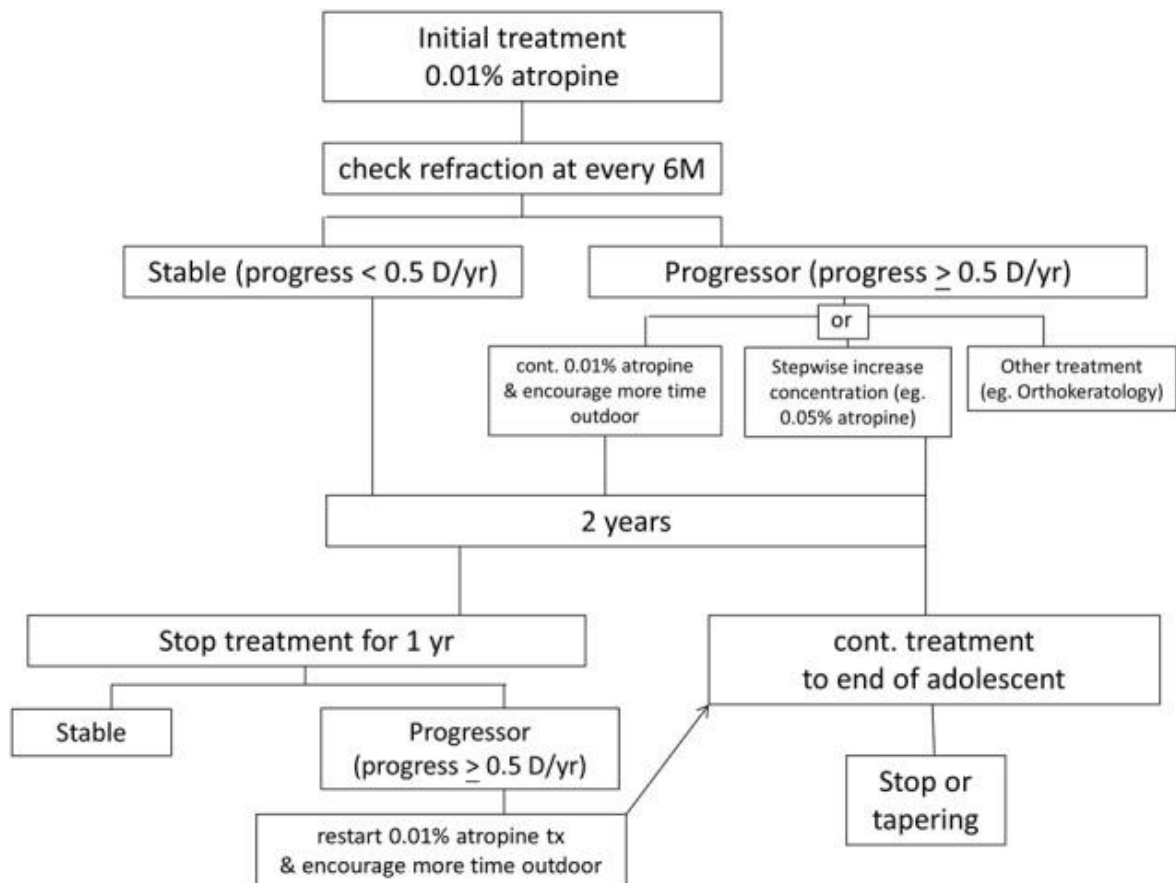 Initial treatment
0.01% atropine
check refraction at every 6M
Stable (progress < 0.5 D/yr)
Progressor (progress ≥ 0.5 D/yr)
or
cont. 0.01% atropine
& encourage more time
outdoor
Stepwise increase
concentration (eg.
0.05% atropine)
Other treatment
(eg. Orthokeratology)
2 years
Stop treatment for 1 yr
cont. treatment
to end of adolescent
Stable
Progressor
(progress ≥ 0.5 D/yr)
Stop or
tapering
restart 0.01% atropine tx
& encourage more time outdoor